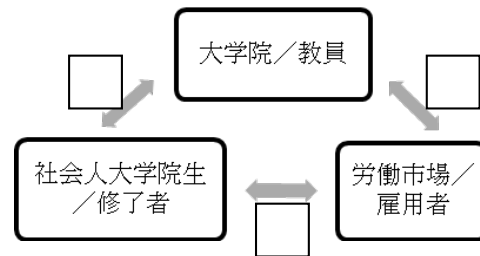 大学院／教員
社会人大学院生
／修了者
労働市場／
雇用者